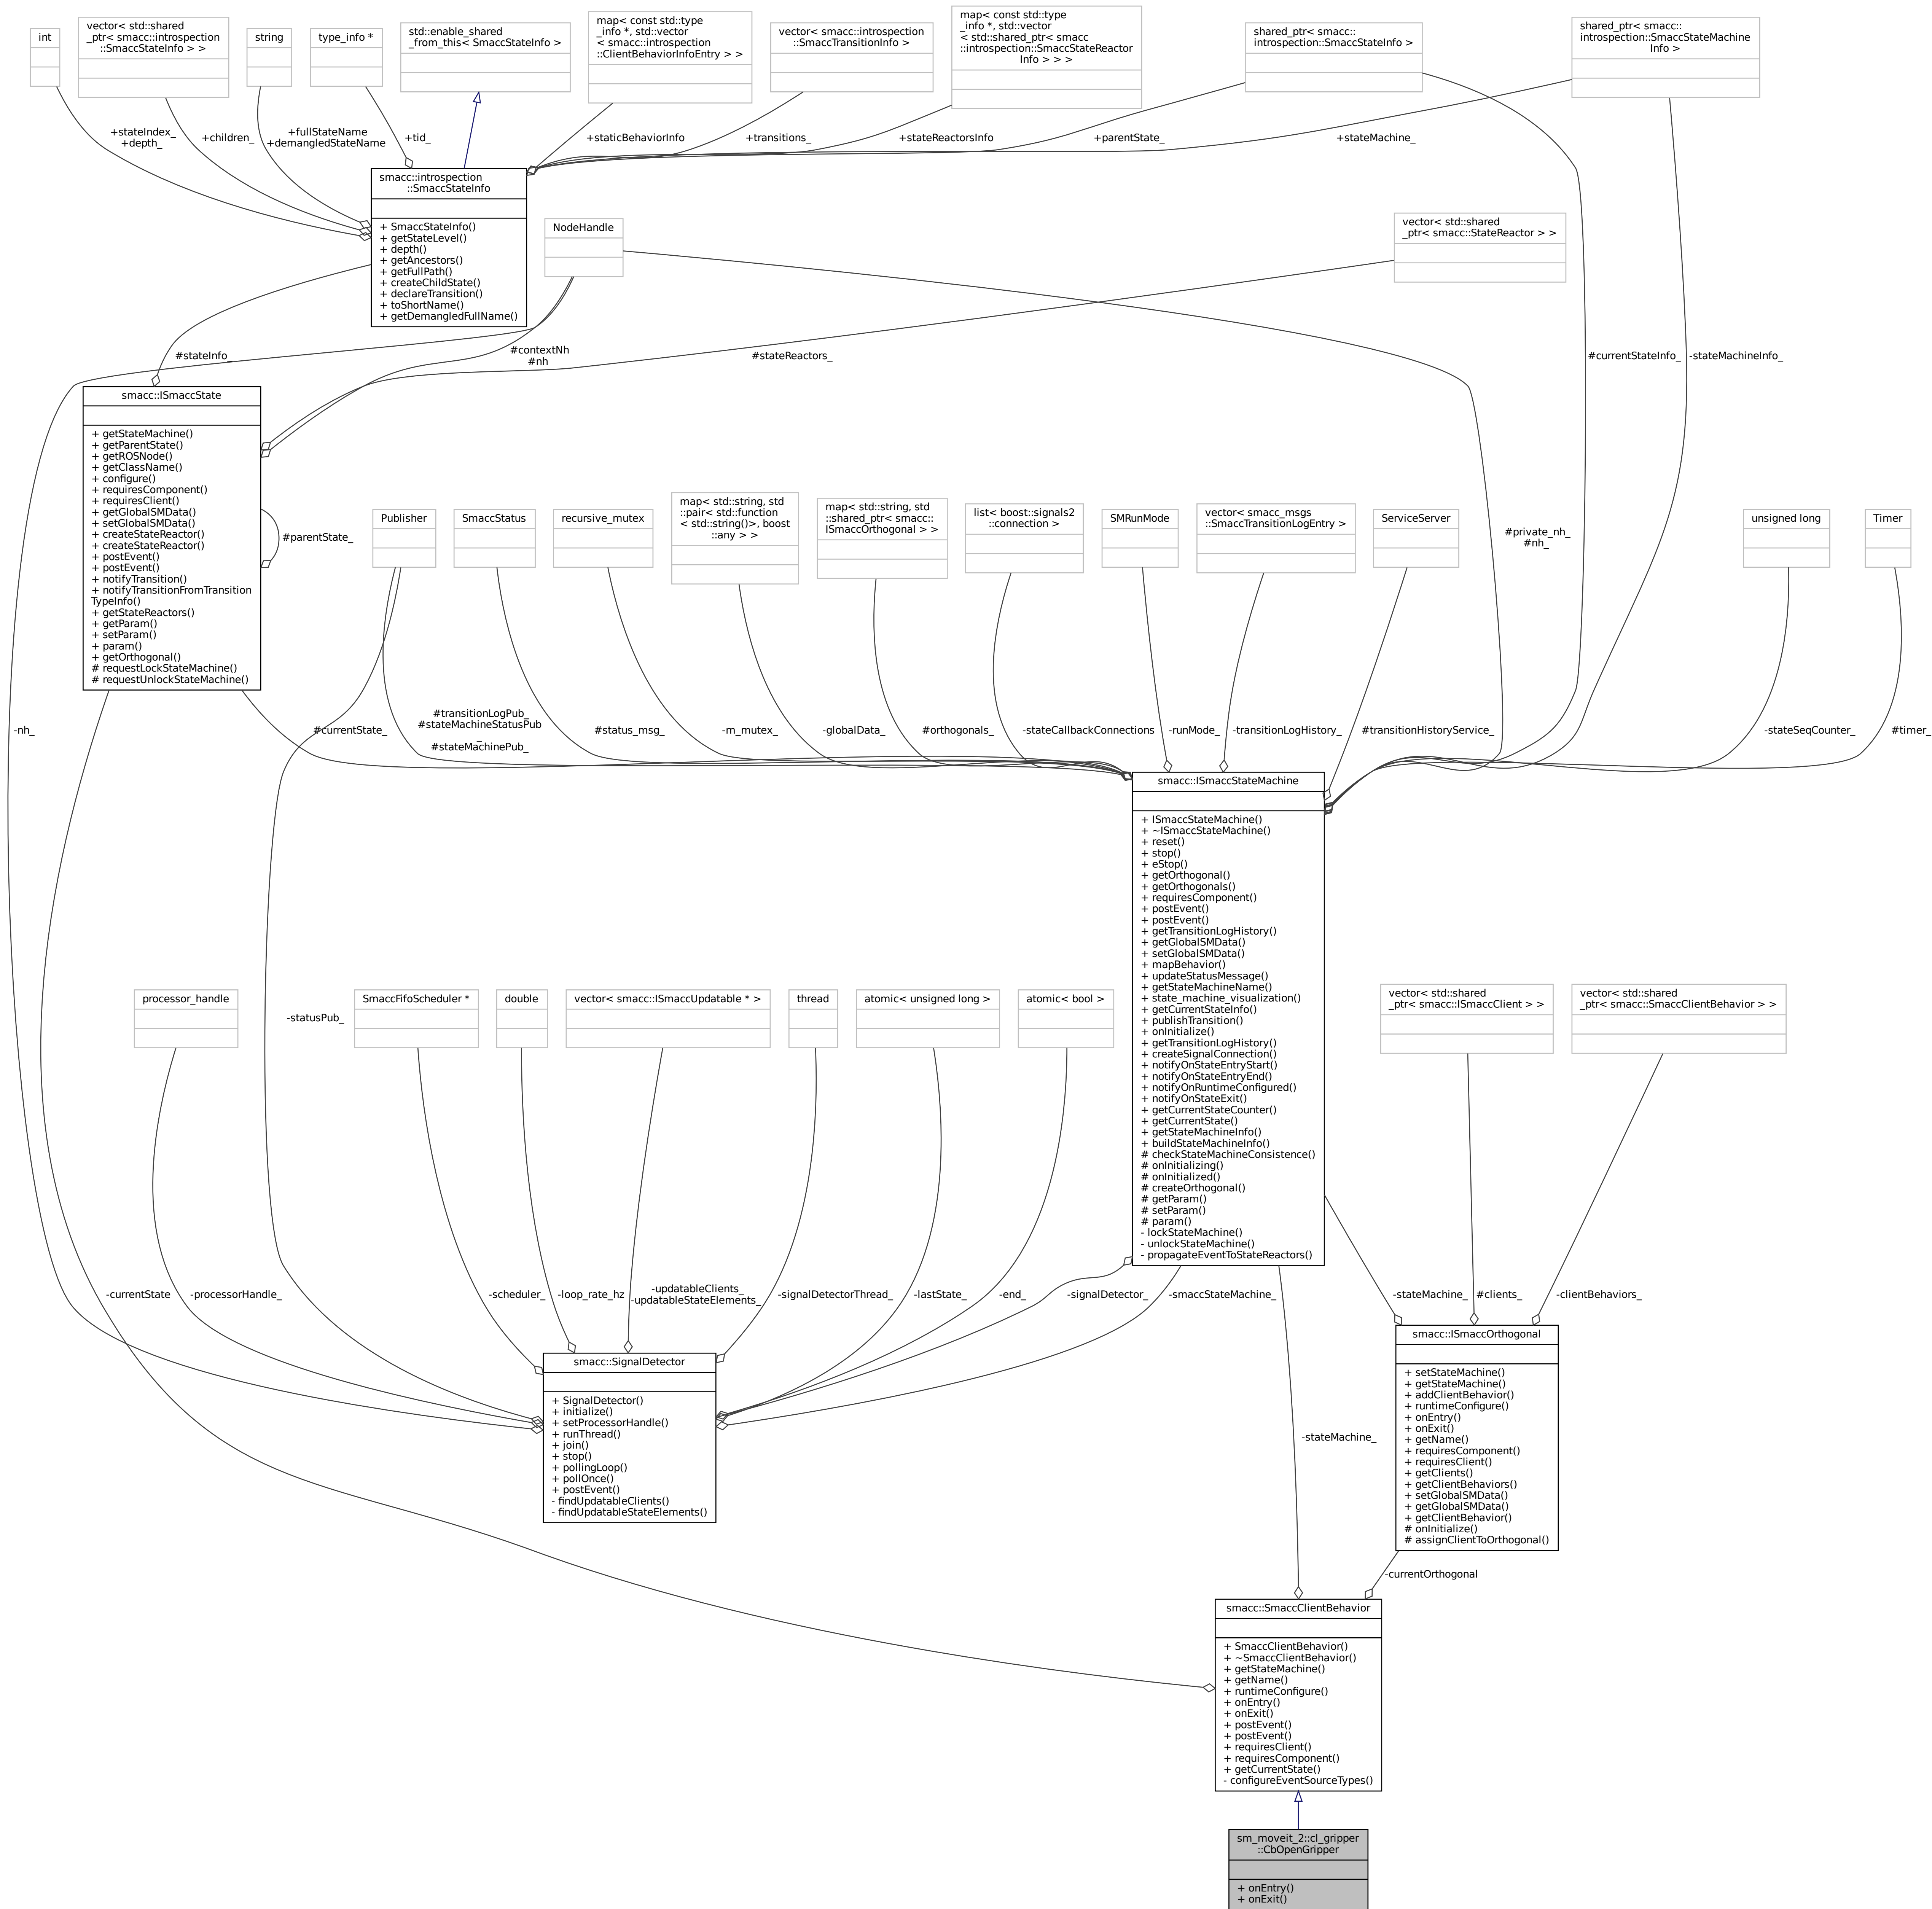 int
vector< std::shared
_ptr< smacc::introspection
::SmaccStateInfo > >
string
type_info *
std::enable_shared
_from_this< SmaccStateInfo >
map< const std::type
_info *, std::vector
< smacc::introspection
::ClientBehaviorInfoEntry > >
vector< smacc::introspection
::SmaccTransitionInfo >
map< const std::type
_info *, std::vector
< std::shared_ptr< smacc
::introspection::SmaccStateReactor
Info > > >
shared_ptr< smacc::
introspection::SmaccStateInfo >
shared_ptr< smacc::
introspection::SmaccStateMachine
Info >
+stateIndex_
+depth_
+children_
+fullStateName
+demangledStateName
+tid_
+staticBehaviorInfo
+transitions_
+stateReactorsInfo
+parentState_
+stateMachine_
smacc::introspection
::SmaccStateInfo
+ SmaccStateInfo()
+ getStateLevel()
+ depth()
+ getAncestors()
+ getFullPath()
+ createChildState()
+ declareTransition()
+ toShortName()
+ getDemangledFullName()
NodeHandle
vector< std::shared
_ptr< smacc::StateReactor > >
#stateInfo_
#contextNh
#nh
#stateReactors_
#currentStateInfo_
-stateMachineInfo_
smacc::ISmaccState
+ getStateMachine()
+ getParentState()
+ getROSNode()
+ getClassName()
+ configure()
+ requiresComponent()
+ requiresClient()
+ getGlobalSMData()
+ setGlobalSMData()
+ createStateReactor()
+ createStateReactor()
+ postEvent()
+ postEvent()
+ notifyTransition()
+ notifyTransitionFromTransition
TypeInfo()
+ getStateReactors()
+ getParam()
+ setParam()
+ param()
+ getOrthogonal()
# requestLockStateMachine()
# requestUnlockStateMachine()
#parentState_
Publisher
SmaccStatus
recursive_mutex
map< std::string, std
::pair< std::function
< std::string()>, boost
::any > >
map< std::string, std
::shared_ptr< smacc::
ISmaccOrthogonal > >
list< boost::signals2
::connection >
SMRunMode
vector< smacc_msgs
::SmaccTransitionLogEntry >
ServiceServer
#private_nh_
#nh_
unsigned long
Timer
-nh_
#currentState_
#transitionLogPub_
#stateMachineStatusPub
_
#stateMachinePub_
#status_msg_
-m_mutex_
-globalData_
#orthogonals_
-stateCallbackConnections
-runMode_
-transitionLogHistory_
#transitionHistoryService_
-stateSeqCounter_
#timer_
smacc::ISmaccStateMachine
+ ISmaccStateMachine()
+ ~ISmaccStateMachine()
+ reset()
+ stop()
+ eStop()
+ getOrthogonal()
+ getOrthogonals()
+ requiresComponent()
+ postEvent()
+ postEvent()
+ getTransitionLogHistory()
+ getGlobalSMData()
+ setGlobalSMData()
+ mapBehavior()
+ updateStatusMessage()
+ getStateMachineName()
+ state_machine_visualization()
+ getCurrentStateInfo()
+ publishTransition()
+ onInitialize()
+ getTransitionLogHistory()
+ createSignalConnection()
+ notifyOnStateEntryStart()
+ notifyOnStateEntryEnd()
+ notifyOnRuntimeConfigured()
+ notifyOnStateExit()
+ getCurrentStateCounter()
+ getCurrentState()
+ getStateMachineInfo()
+ buildStateMachineInfo()
# checkStateMachineConsistence()
# onInitializing()
# onInitialized()
# createOrthogonal()
# getParam()
# setParam()
# param()
- lockStateMachine()
- unlockStateMachine()
- propagateEventToStateReactors()
processor_handle
-statusPub_
SmaccFifoScheduler *
double
vector< smacc::ISmaccUpdatable * >
thread
atomic< unsigned long >
atomic< bool >
vector< std::shared
_ptr< smacc::ISmaccClient > >
vector< std::shared
_ptr< smacc::SmaccClientBehavior > >
-currentState
-processorHandle_
-scheduler_
-loop_rate_hz
-updatableClients_
-updatableStateElements_
-signalDetectorThread_
-lastState_
-end_
-signalDetector_
-smaccStateMachine_
-stateMachine_
#clients_
-clientBehaviors_
smacc::SignalDetector
+ SignalDetector()
+ initialize()
+ setProcessorHandle()
+ runThread()
+ join()
+ stop()
+ pollingLoop()
+ pollOnce()
+ postEvent()
- findUpdatableClients()
- findUpdatableStateElements()
smacc::ISmaccOrthogonal
+ setStateMachine()
+ getStateMachine()
+ addClientBehavior()
+ runtimeConfigure()
+ onEntry()
+ onExit()
+ getName()
+ requiresComponent()
+ requiresClient()
+ getClients()
+ getClientBehaviors()
+ setGlobalSMData()
+ getGlobalSMData()
+ getClientBehavior()
# onInitialize()
# assignClientToOrthogonal()
-stateMachine_
-currentOrthogonal
smacc::SmaccClientBehavior
+ SmaccClientBehavior()
+ ~SmaccClientBehavior()
+ getStateMachine()
+ getName()
+ runtimeConfigure()
+ onEntry()
+ onExit()
+ postEvent()
+ postEvent()
+ requiresClient()
+ requiresComponent()
+ getCurrentState()
- configureEventSourceTypes()
sm_moveit_2::cl_gripper
::CbOpenGripper
+ onEntry()
+ onExit()